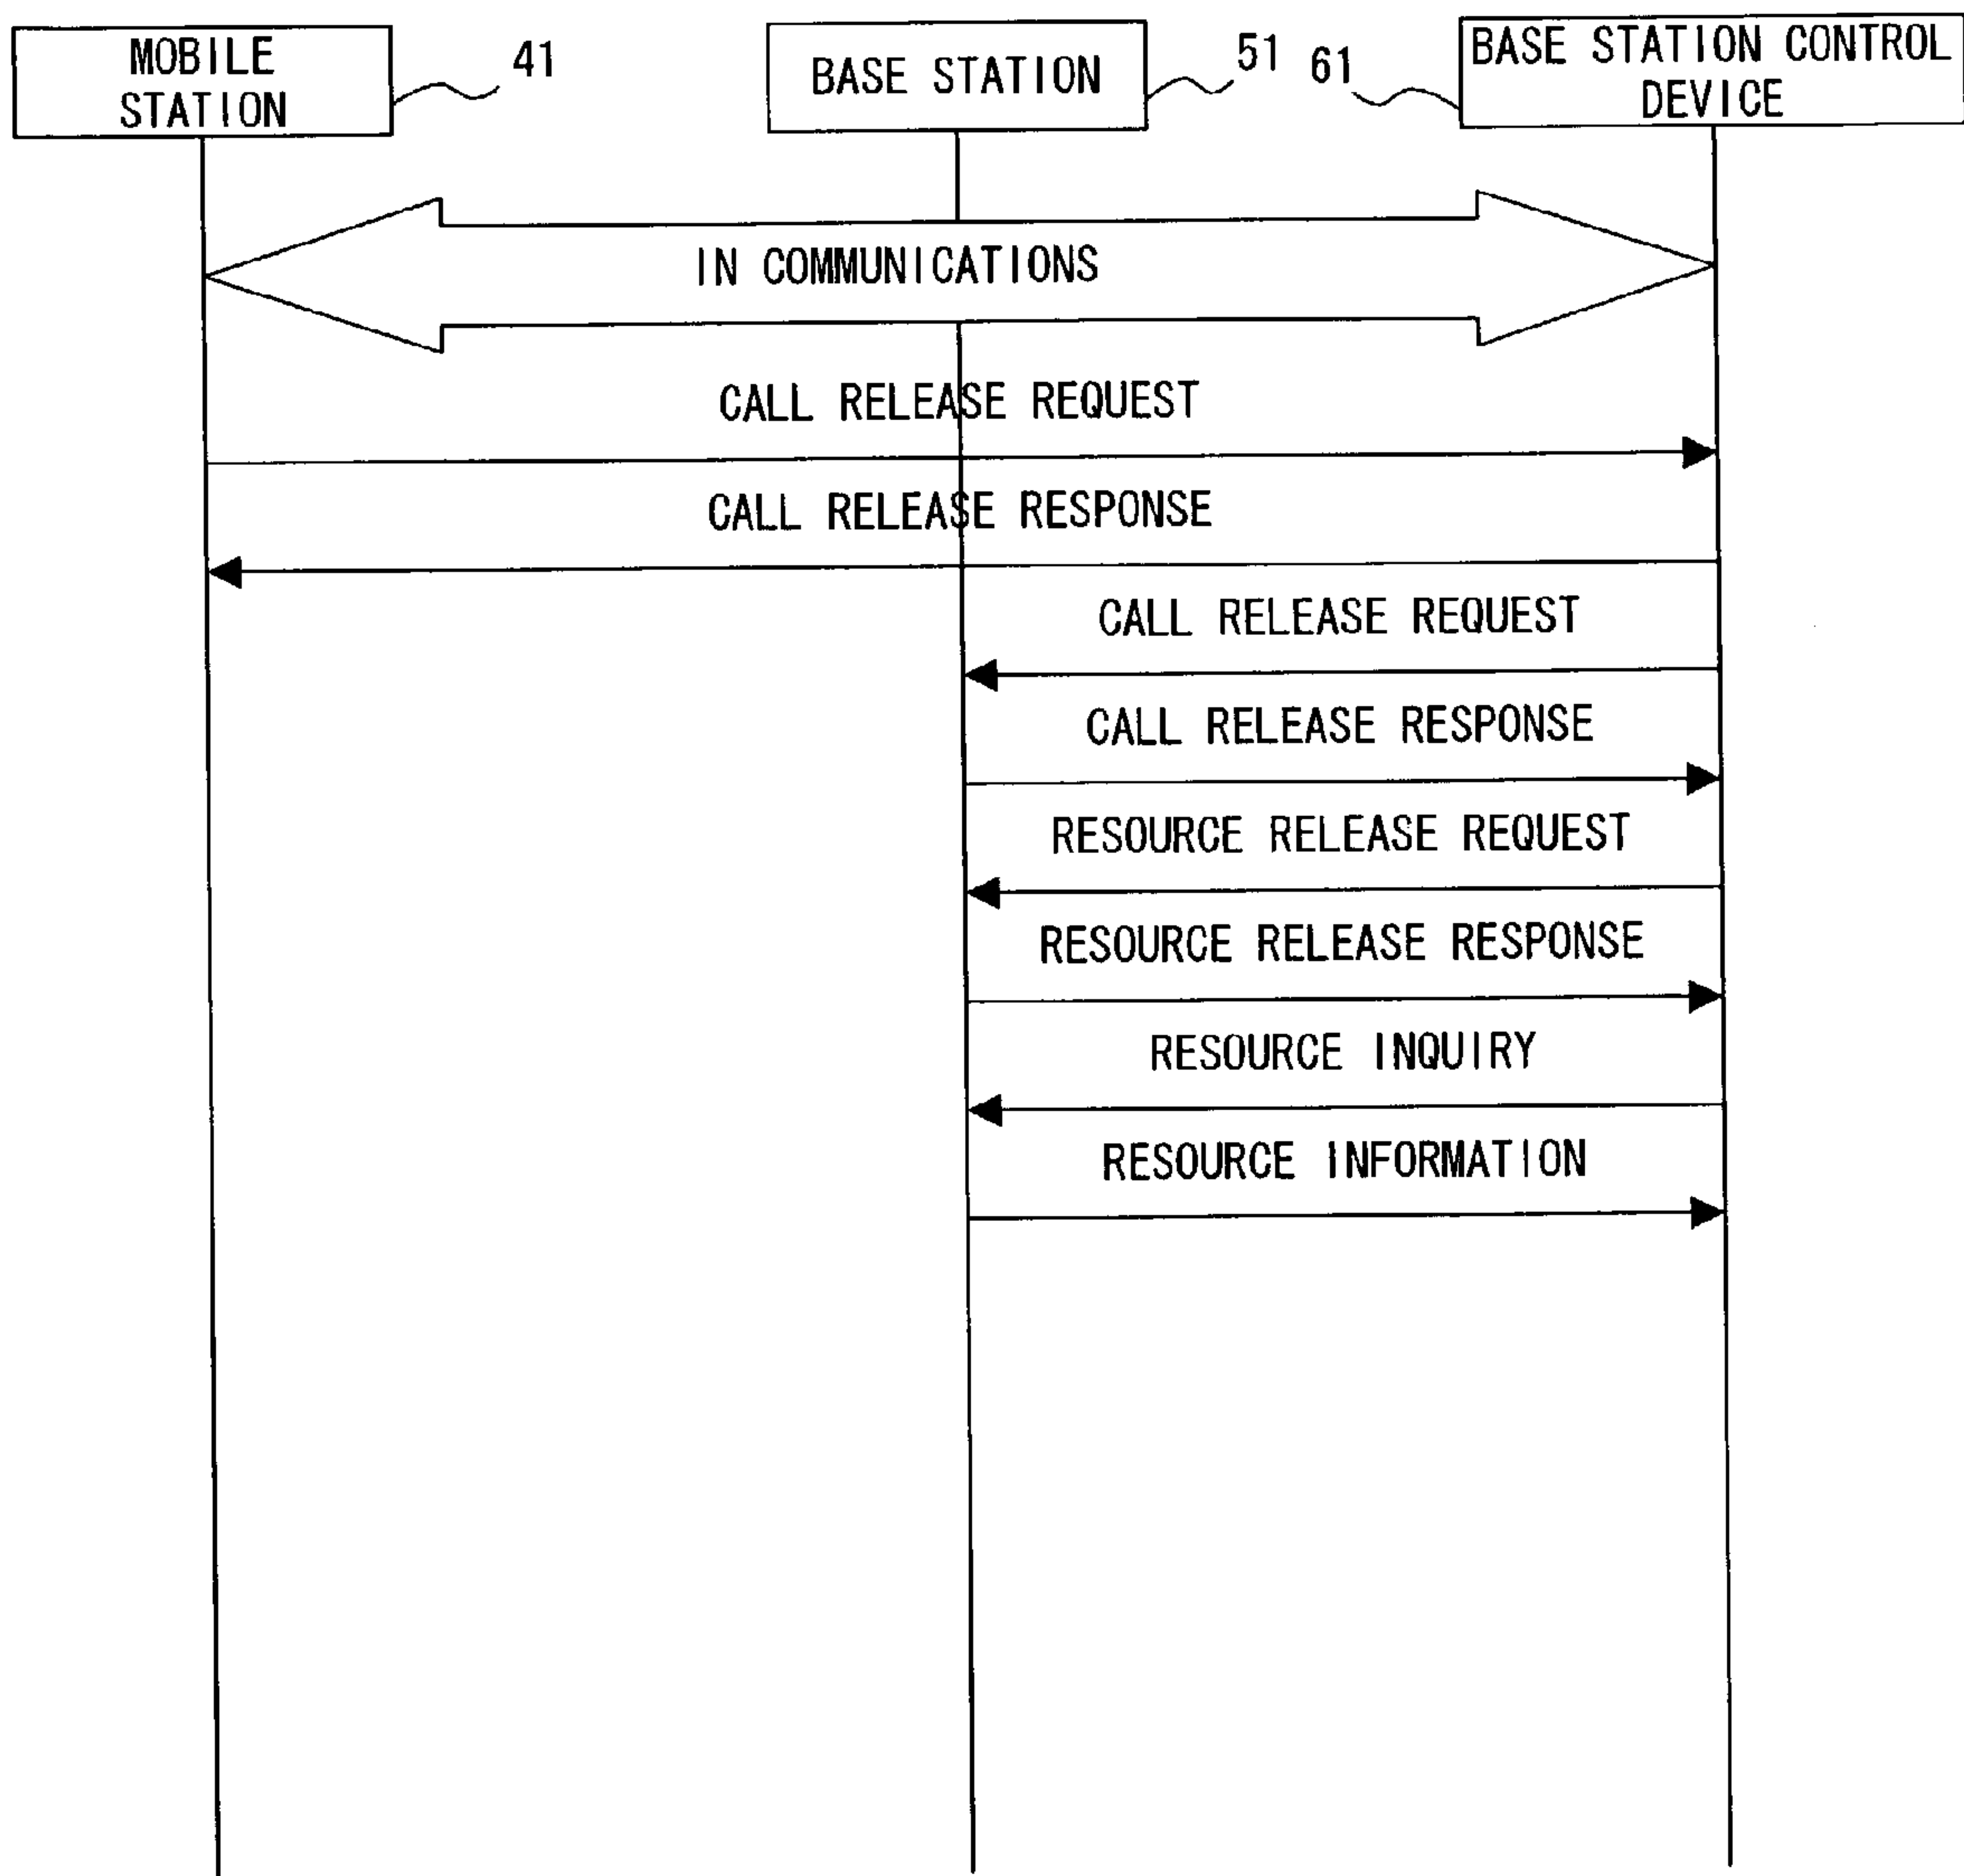 MOBILE
STATION
41
BASE STATION
51
61
BASE STATION CONTROL
DEVICE
IN COMMUNICATIONS
CALL RELEASE REQUEST
CALL RELEASE RESPONSE
CALL RELEASE REQUEST
CALL RELEASE RESPONSE
RESOURCE RELEASE REQUEST
RESOURCE RELEASE RESPONSE
RESOURCE INQUIRY
RESOURCE INFORMATION